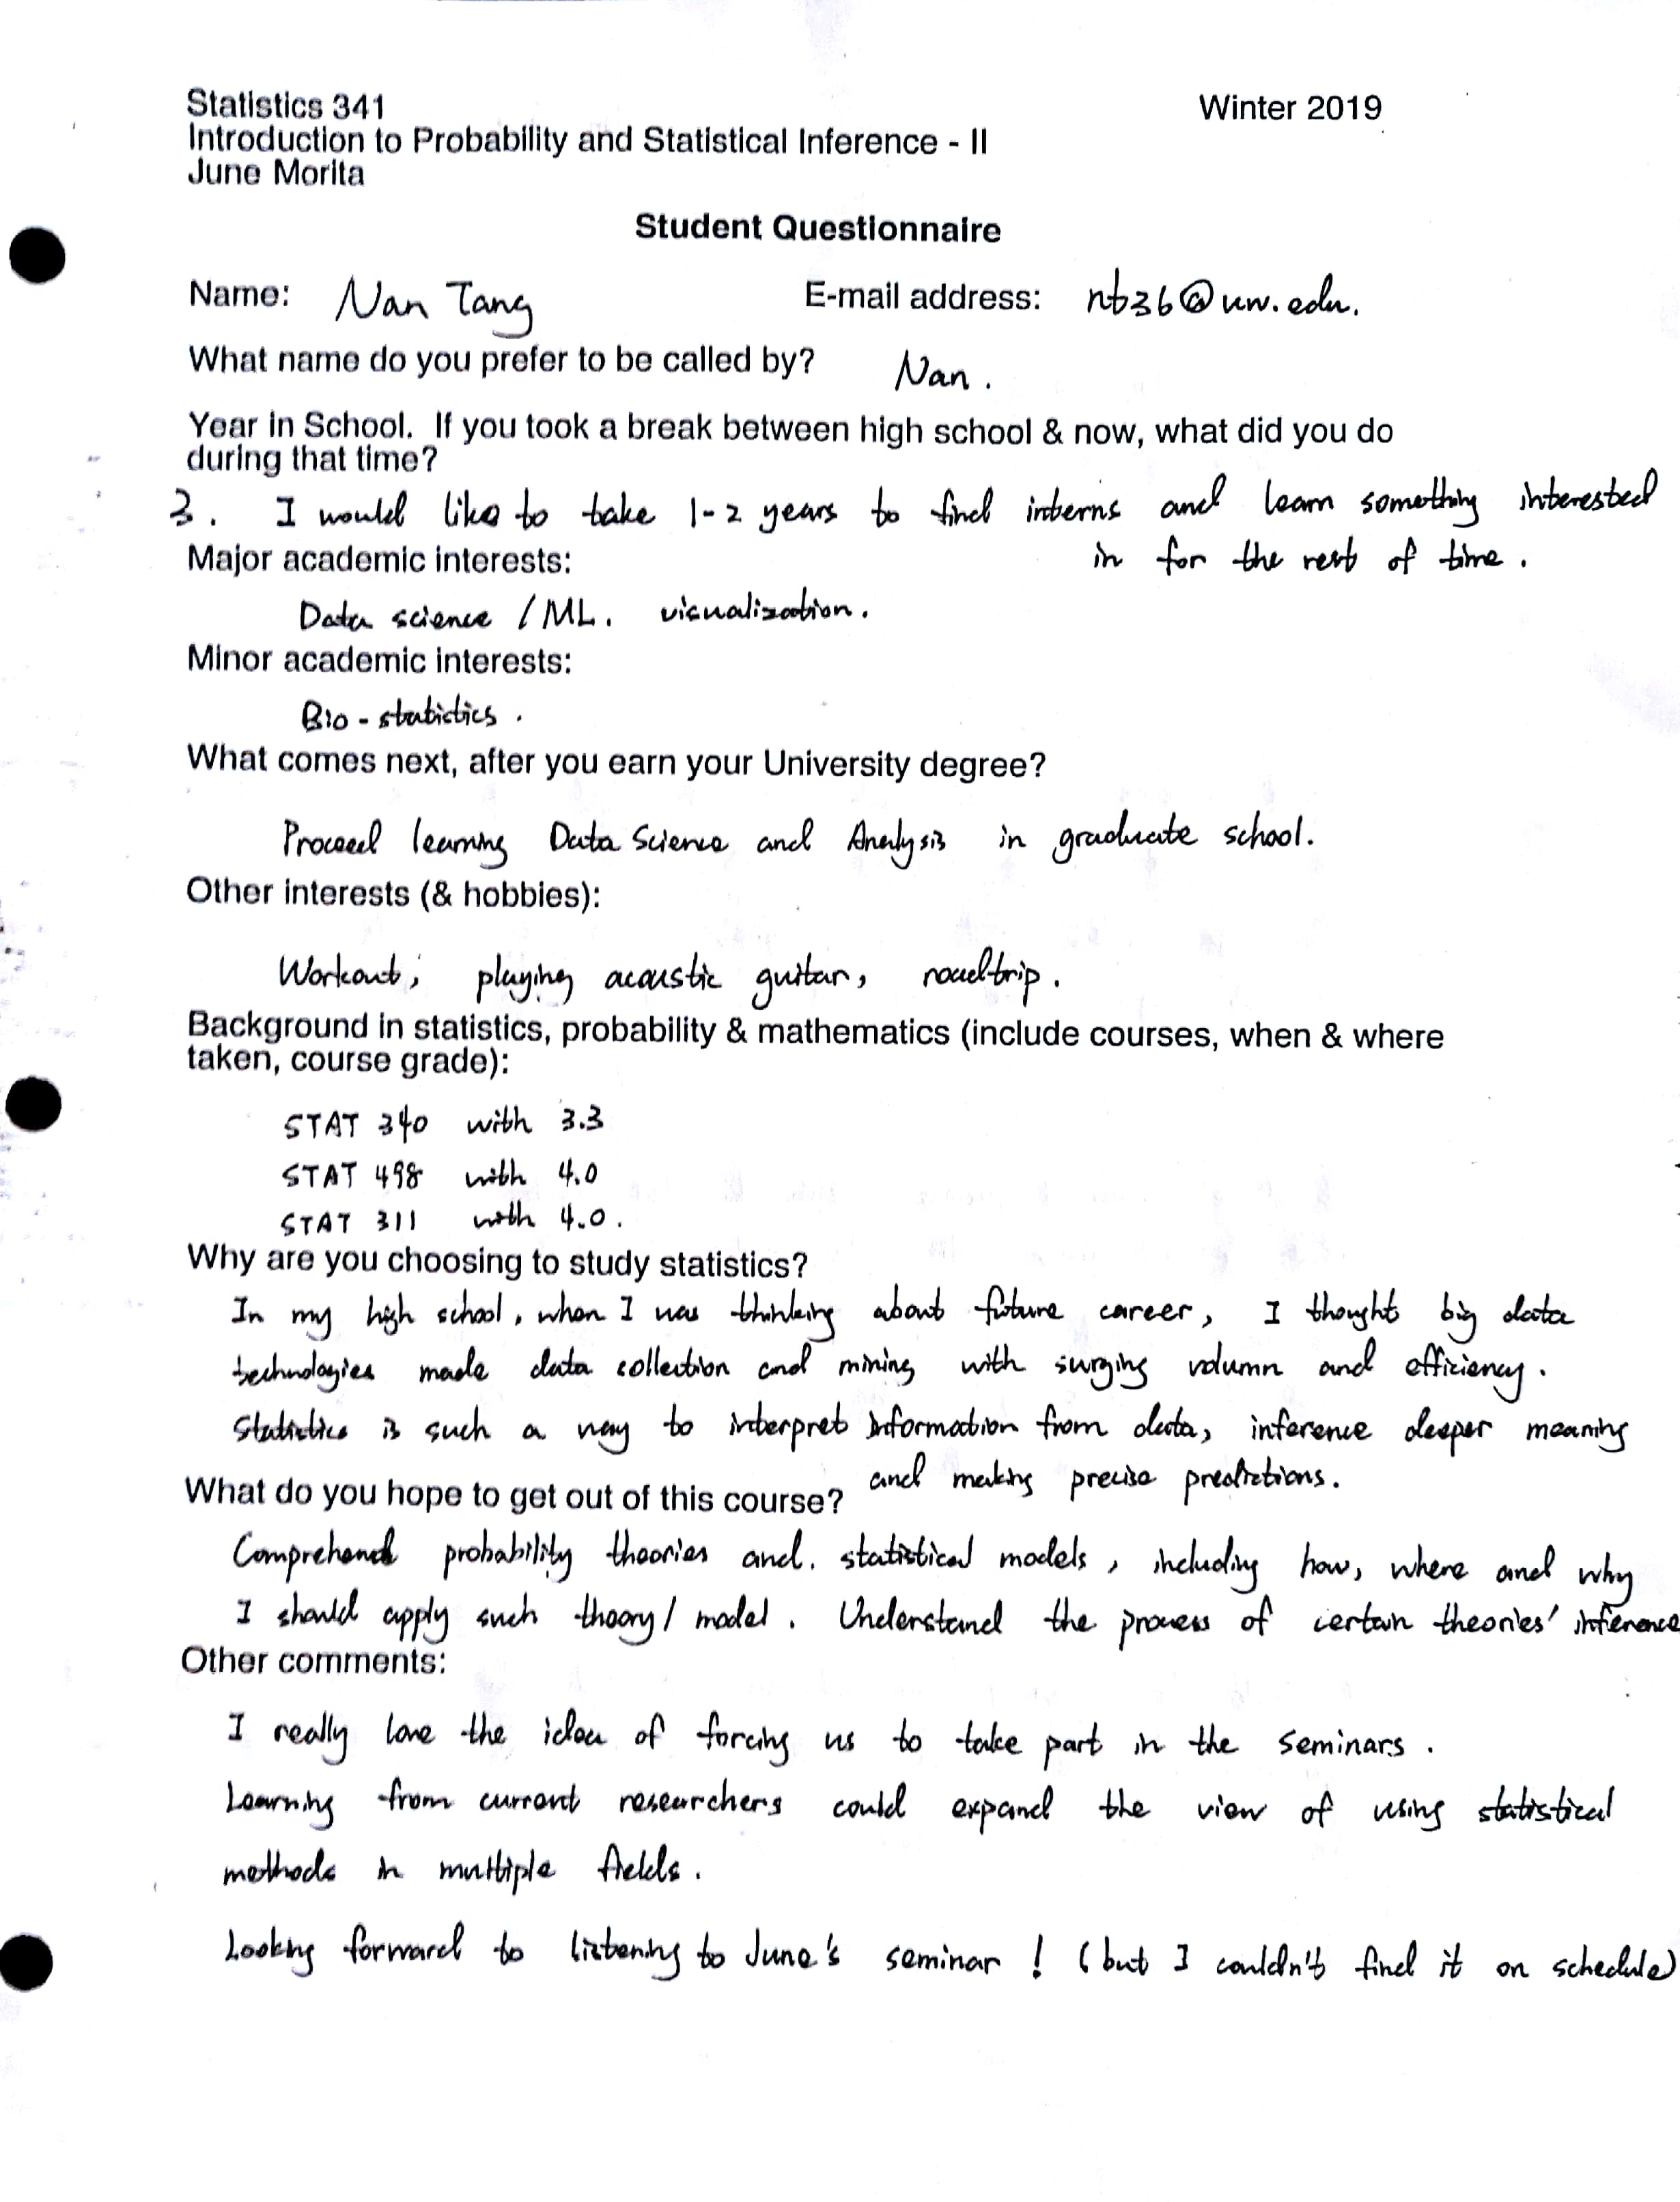 Statistics 341 Winter 2019
Introduction to Probability and Statistical Inference - II
June Morita
Student Questionnaire
Name: Nan Tang E-mail address: nt36@uw.edu.
What name do you prefer to be called by? Nan.
Year in School. If you took a break between high school & now, what did you do
during that time?
3. I would like to take 1-2 years to find interns and learn something interested
in for the rest of time.
Major academic interests:
Data science / ML. visualization.
Minor academic interests:
Bio-statistics.
What comes next, after you earn your University degree?
Proceed learning Data Science and Analysis in graduate school.
Other interests (& hobbies):
Workout, playing acoustic guitar, roadtrip.
Background in statistics, probability & mathematics (include courses, when & where
taken, course grade):
STAT 340 with 3.3
STAT 498 with 4.0
STAT 311 with 4.0.
Why are you choosing to study statistics?
In my high school, when I was thinking about future career, I thought big data
technologies made data collection and mining with surging volumn and efficiency.
Statistics is such a way to interpret information from data, inference deeper meaning
and making precise predictions.
What do you hope to get out of this course?
Comprehend probability theories and. statistical models, including how, where and why
I should apply such theory / model. Understand the process of certain theories' inference
Other comments:
I really love the idea of forcing us to take part in the seminars.
Learning from current researchers could expand the view of using statistical
methods in multiple fields.
Looking forward to listening to June's seminar! (but I couldn't find it on schedule)